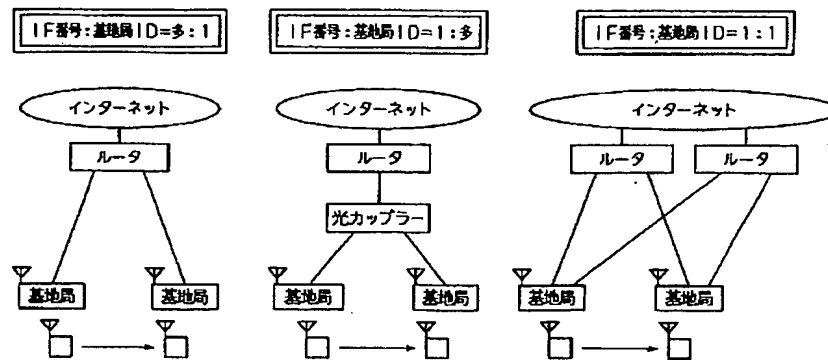 IF番号:基地局ID=多:1
IF番号:基地局ID=1:多
IF番号:基地局ID=1:1
インターネット
インターネット
インターネット
ルータ
ルータ
ルータ
ルータ
光カップラー
基地局
基地局
基地局
基地局
基地局
基地局